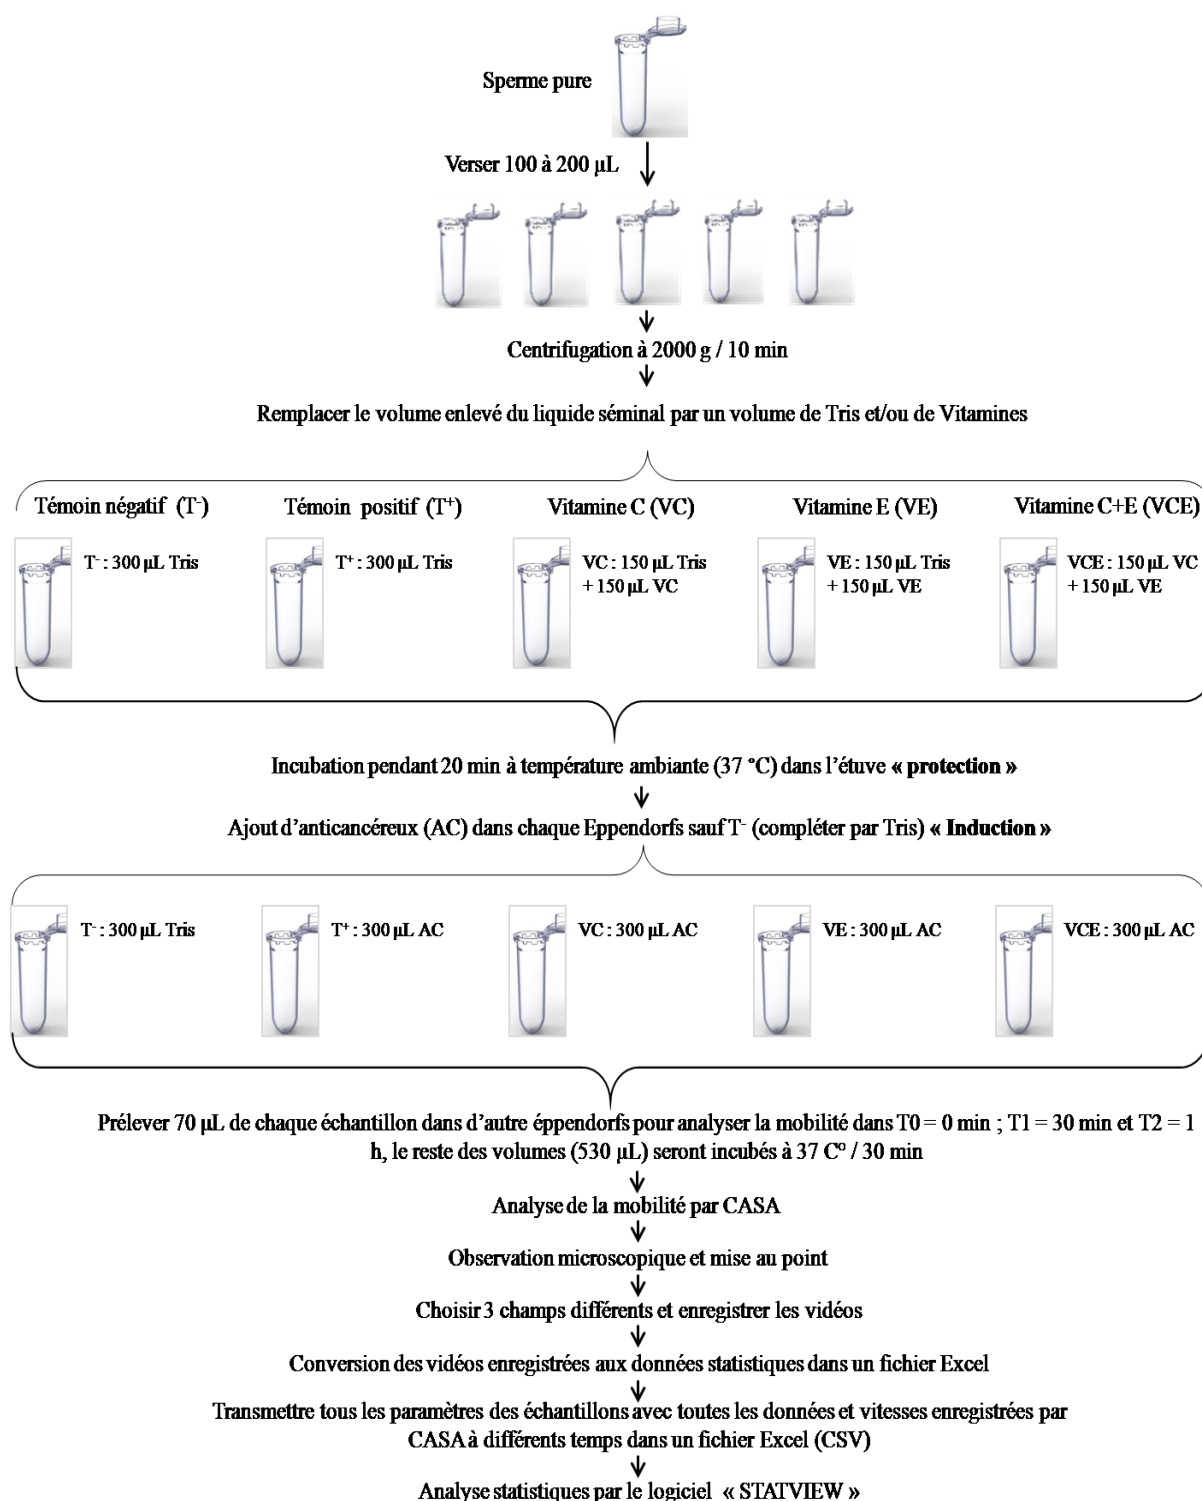 Sperme pure
Verser 100 à 200 µL
Centrifugation à 2000 g / 10 min
Remplacer le volume enlevé du liquide séminal par un volume de Tris et/ou de Vitamines
Témoin négatif (T⁻)
Témoin positif (T⁺)
Vitamine C (VC)
Vitamine E (VE)
Vitamine C+E (VCE)
T⁻ : 300 µL Tris
T⁺ : 300 µL Tris
VC : 150 µL Tris
+ 150 µL VC
VE : 150 µL Tris
+ 150 µL VE
VCE : 150 µL VC
+ 150 µL VE
Incubation pendant 20 min à température ambiante (37 °C) dans l'étuve « protection »
Ajout d'anticancéreux (AC) dans chaque Eppendorfs sauf T⁻ (compléter par Tris) « Induction »
T⁻ : 300 µL Tris
T⁺ : 300 µL AC
VC : 300 µL AC
VE : 300 µL AC
VCE : 300 µL AC
Prélever 70 µL de chaque échantillon dans d'autre éppendorfs pour analyser la mobilité dans T0 = 0 min ; T1 = 30 min et T2 = 1
h, le reste des volumes (530 µL) seront incubés à 37 C° / 30 min
Analyse de la mobilité par CASA
Observation microscopique et mise au point
Choisir 3 champs différents et enregistrer les vidéos
Conversion des vidéos enregistrées aux données statistiques dans un fichier Excel
Transmettre tous les paramètres des échantillons avec toutes les données et vitesses enregistrées par
CASA à différents temps dans un fichier Excel (CSV)
Analyse statistiques par le logiciel « STATVIEW »